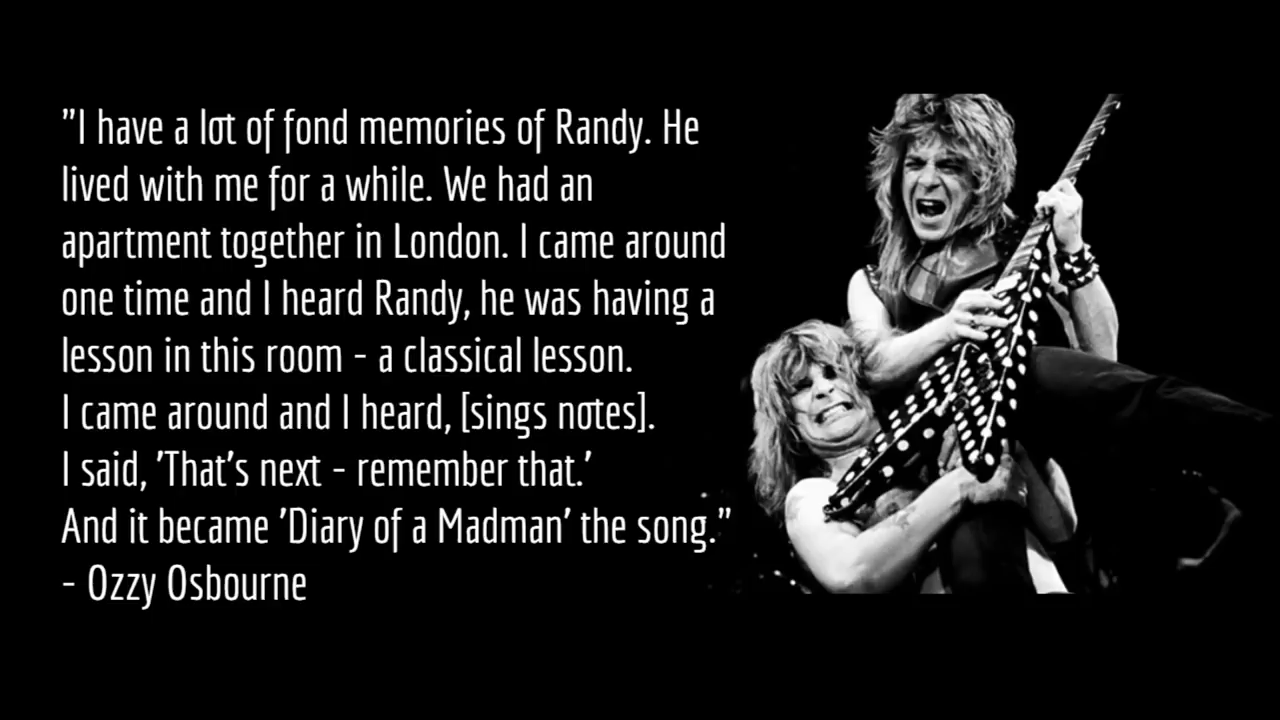 "I have a lot of fond memories of Randy. He
lived with me for a while. We had an
apartment together in London. I came around
one time and I heard Randy, he was having a
lesson in this room - a classical lesson.
I came around and I heard, [sings notes].
I said, 'That's next - remember that.'
And it became 'Diary of a Madman' the song."
- Ozzy Osbourne